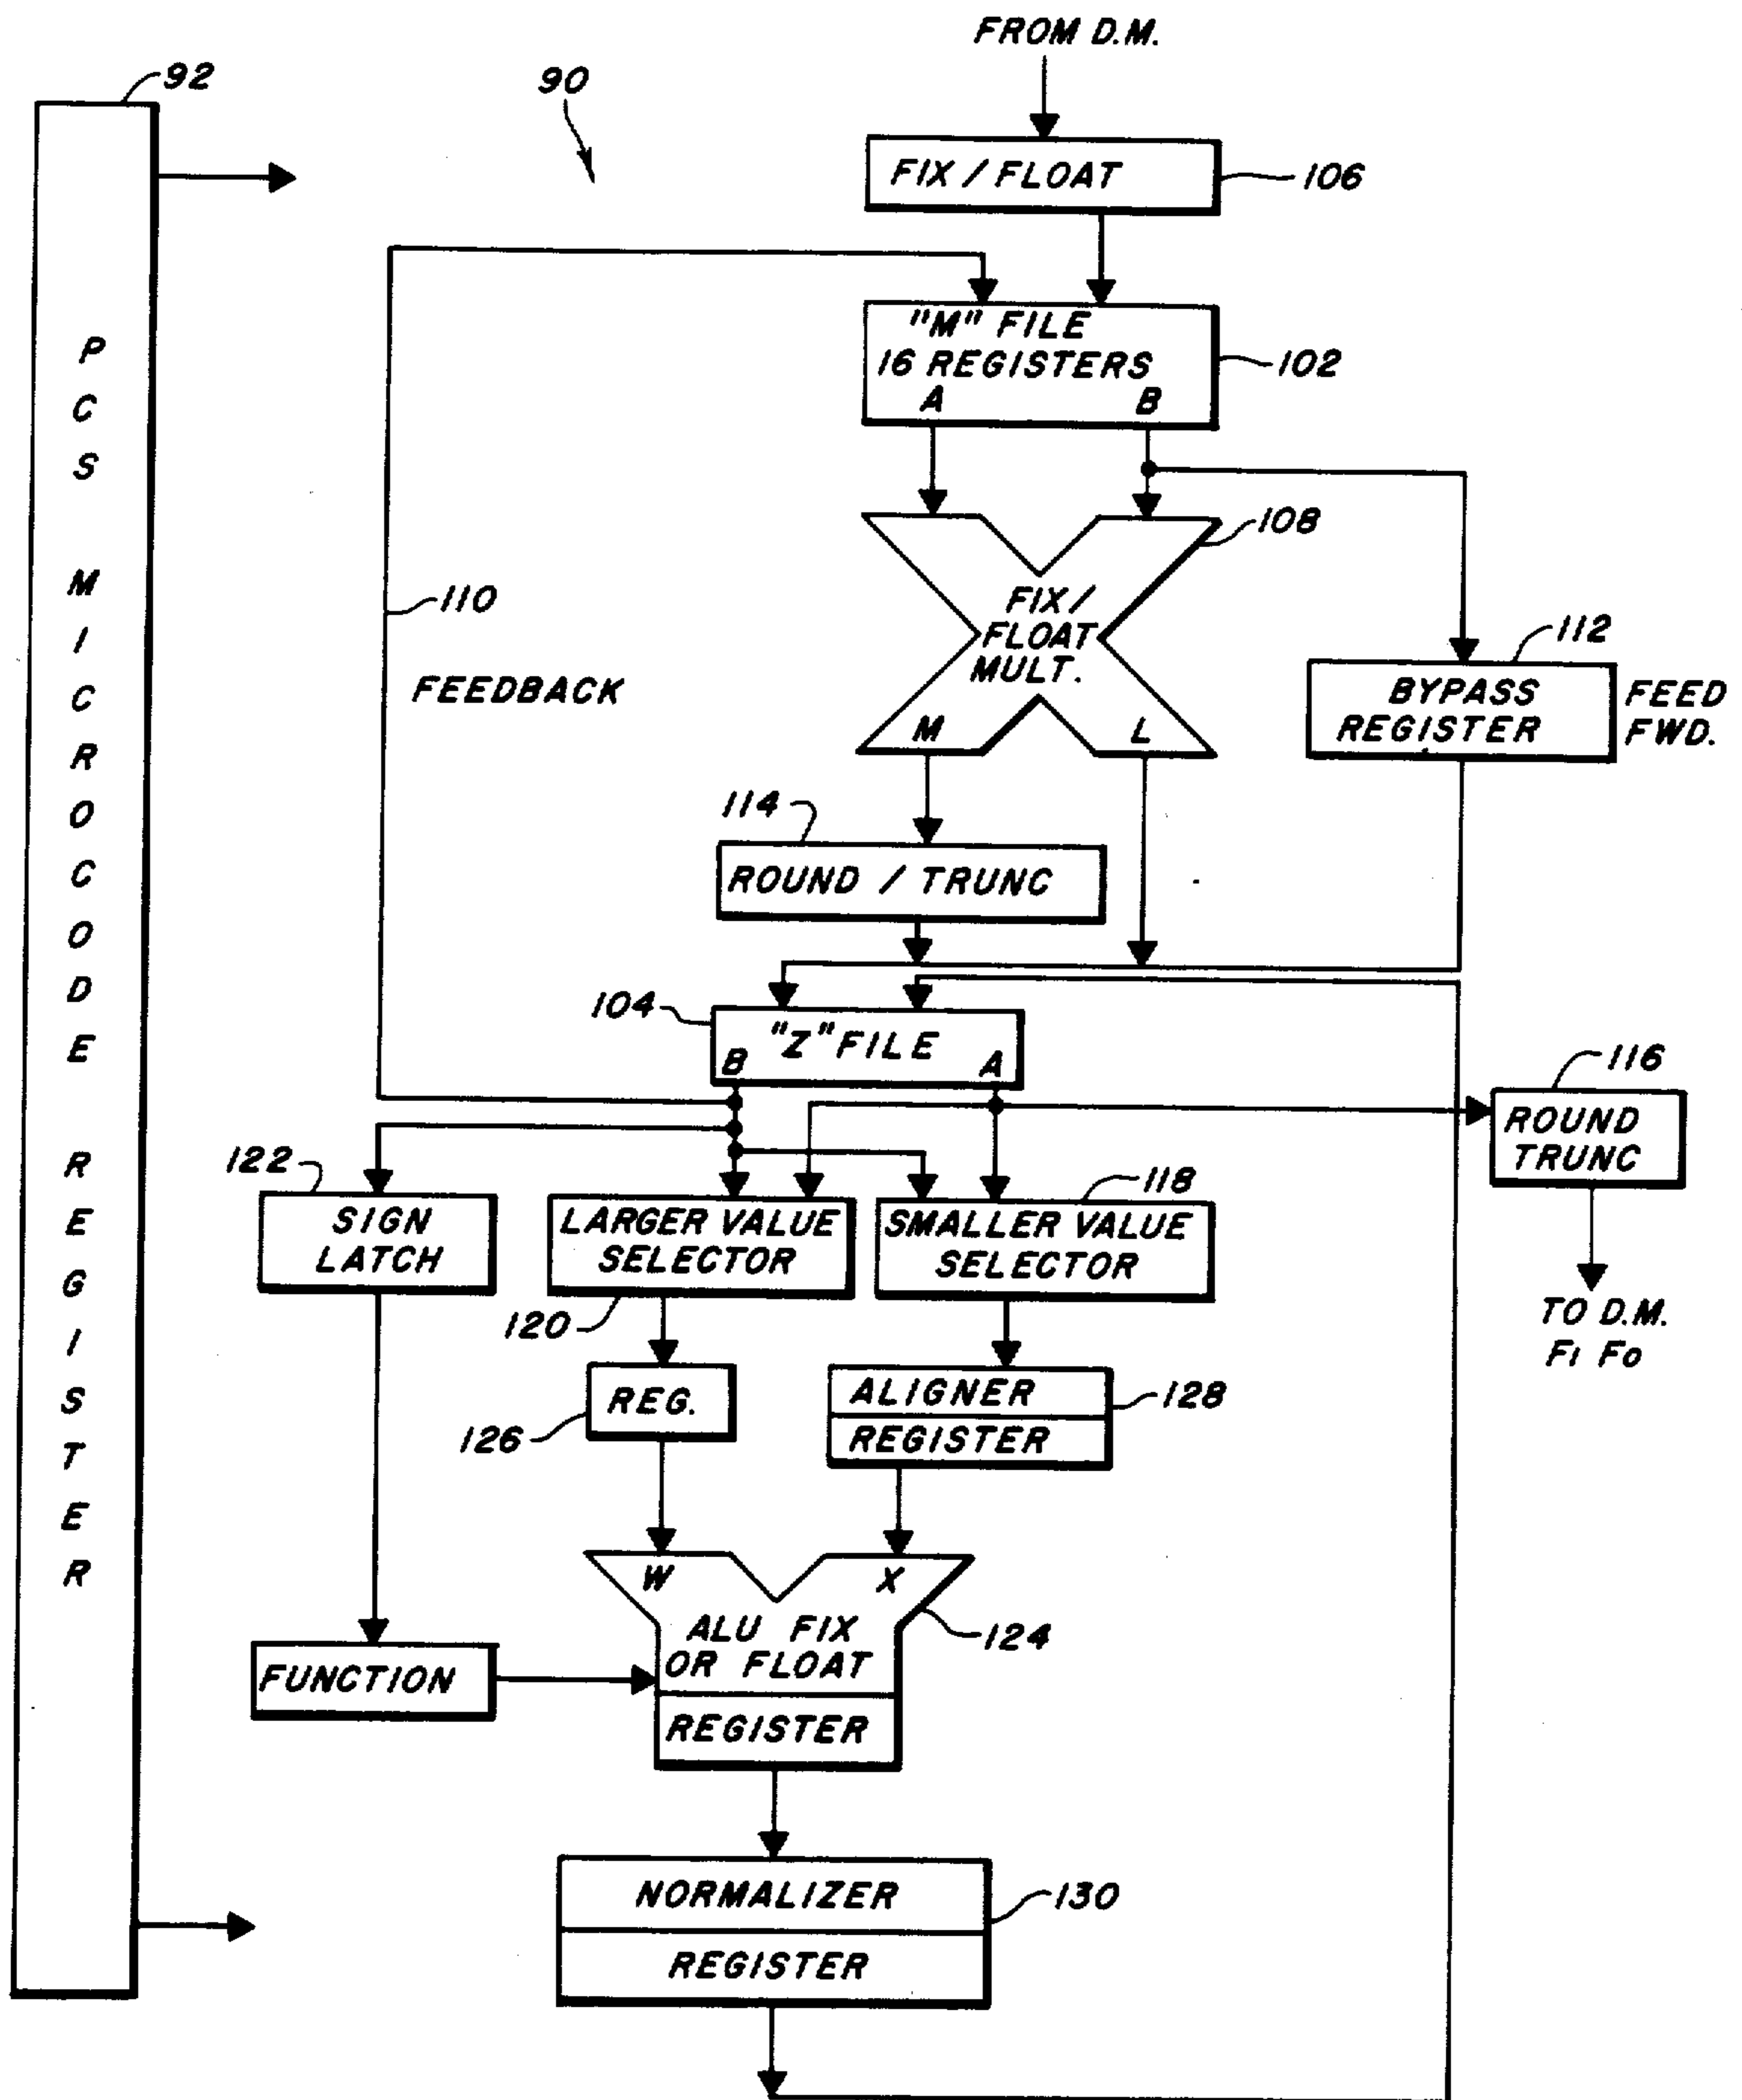 FROM D.M.
92
90
FIX / FLOAT
106
"M" FILE
16 REGISTERS
A B
102
108
FIX /
FLOAT
MULT.
M L
110
FEEDBACK
112
BYPASS
REGISTER
FEED
FWD.
114
ROUND / TRUNC
104
"Z" FILE
B A
116
ROUND
TRUNC
TO D.M.
FI FO
122
SIGN
LATCH
LARGER VALUE
SELECTOR
120
118
SMALLER VALUE
SELECTOR
REG.
126
ALIGNER
REGISTER
128
W X
ALU FIX
OR FLOAT
REGISTER
124
FUNCTION
NORMALIZER
REGISTER
130
PCS MICROCODE REGISTER